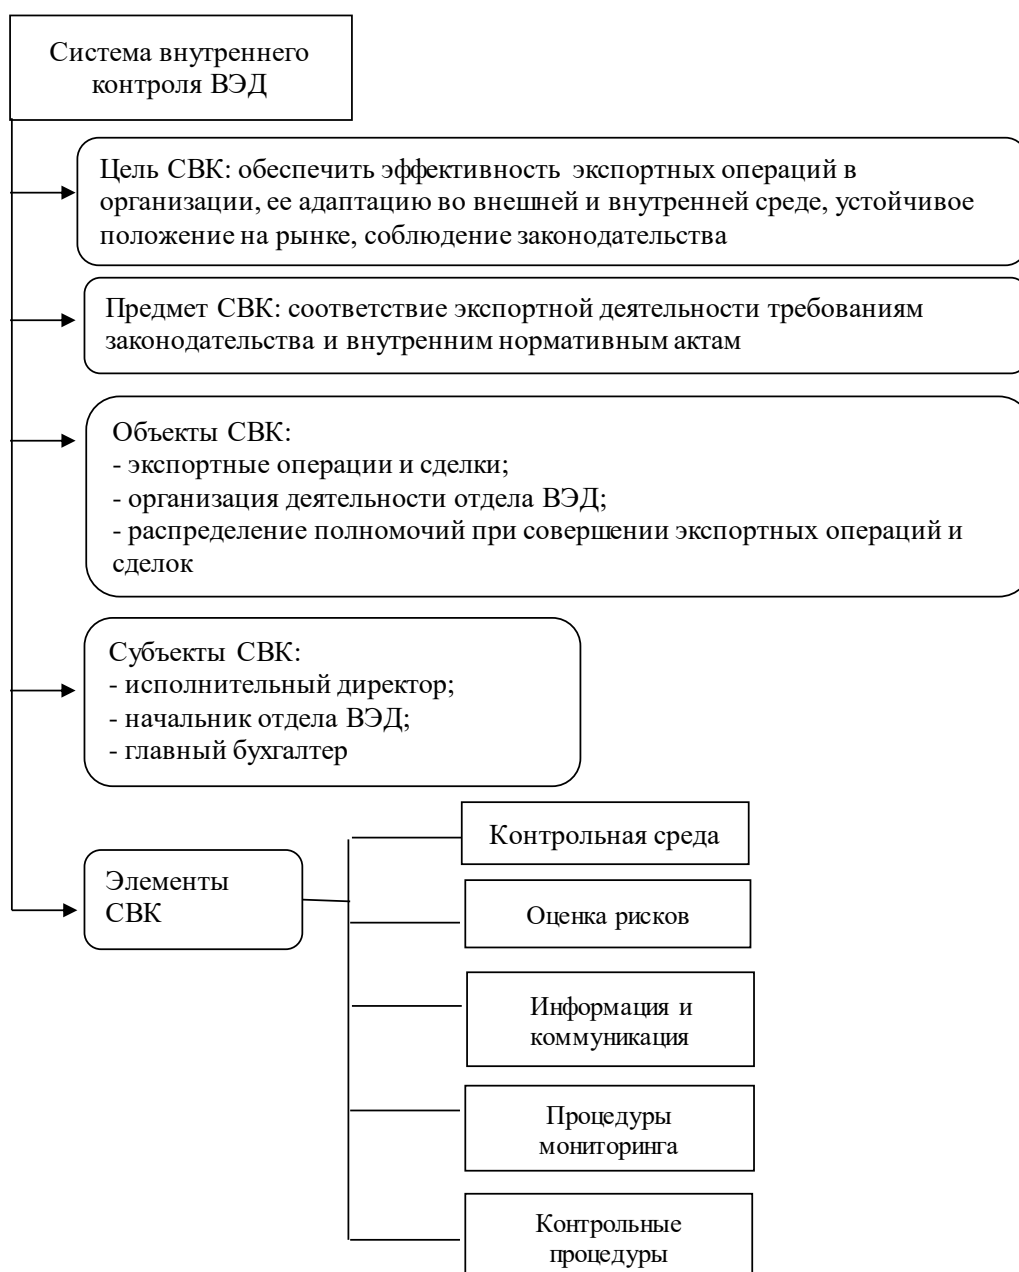 Система внутреннего
контроля ВЭД
Цель СВК: обеспечить эффективность экспортных операций в
организации, ее адаптацию во внешней и внутренней среде, устойчивое
положение на рынке, соблюдение законодательства
Предмет СВК: соответствие экспортной деятельности требованиям
законодательства и внутренним нормативным актам
Объекты СВК:
- экспортные операции и сделки;
- организация деятельности отдела ВЭД;
- распределение полномочий при совершении экспортных операций и
сделок
Субъекты СВК:
- исполнительный директор;
- начальник отдела ВЭД;
- главный бухгалтер
Элементы
СВК
Контрольная среда
Оценка рисков
Информация и
коммуникация
Процедуры
мониторинга
Контрольные
процедуры